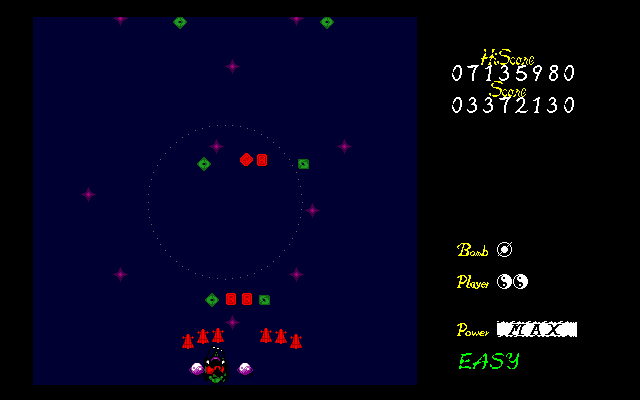 HiScore
07135980
Score
03372130
Bomb
Player
Power MAX
EASY